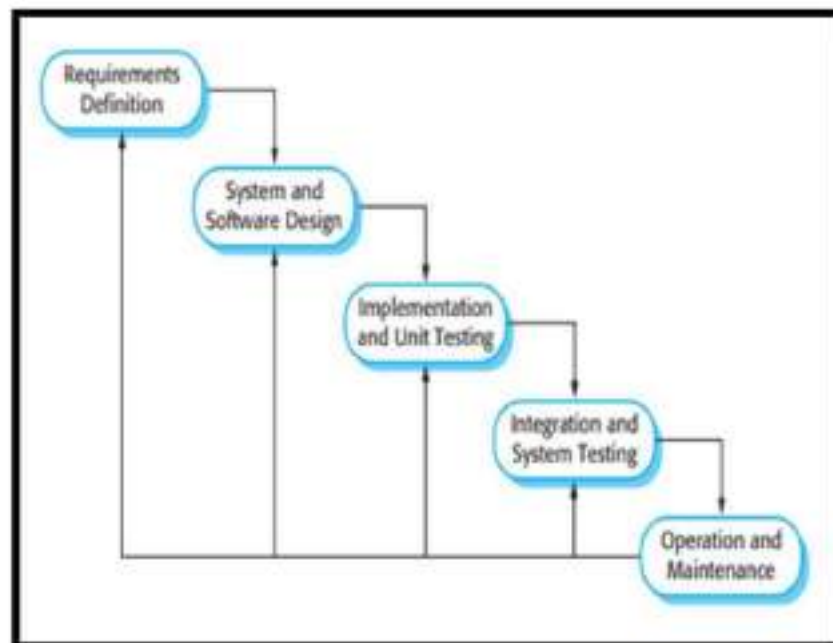 Requirements
Definition
System and
Software Design
Implementation
and Unit Testing
Integration and
System Testing
Operation and
Maintenance